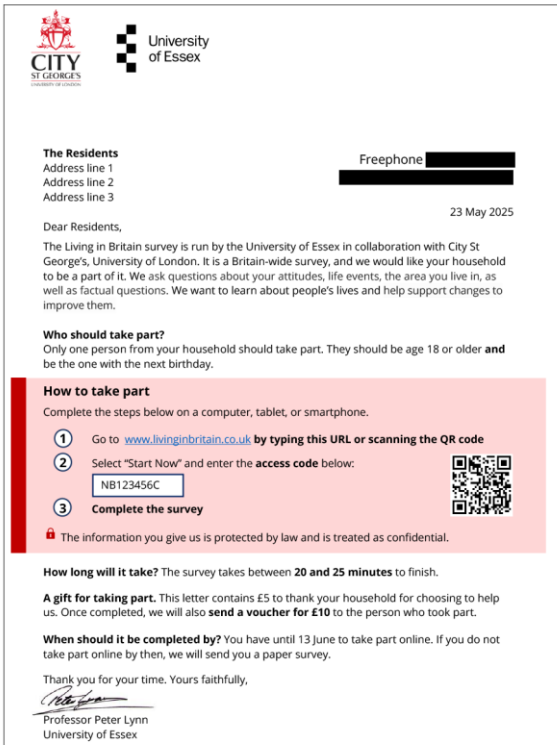 CITY
ST GEORGE'S
UNIVERSITY OF LONDON
University
of Essex
The Residents
Address line 1
Address line 2
Address line 3
Freephone
23 May 2025
Dear Residents,
The Living in Britain survey is run by the University of Essex in collaboration with City St
George's, University of London. It is a Britain-wide survey, and we would like your household
to be a part of it. We ask questions about your attitudes, life events, the area you live in, as
well as factual questions. We want to learn about people's lives and help support changes to
improve them.
Who should take part?
Only one person from your household should take part. They should be age 18 or older and
be the one with the next birthday.
How to take part
Complete the steps below on a computer, tablet, or smartphone.
1 Go to www.livinginbritain.co.uk by typing this URL or scanning the QR code
2 Select "Start Now" and enter the access code below:
NB123456C
3 Complete the survey
The information you give us is protected by law and is treated as confidential.
How long will it take? The survey takes between 20 and 25 minutes to finish.
A gift for taking part. This letter contains £5 to thank your household for choosing to help
us. Once completed, we will also send a voucher for £10 to the person who took part.
When should it be completed by? You have until 13 June to take part online. If you do not
take part online by then, we will send you a paper survey.
Thank you for your time. Yours faithfully,
Peter Lynn
Professor Peter Lynn
University of Essex